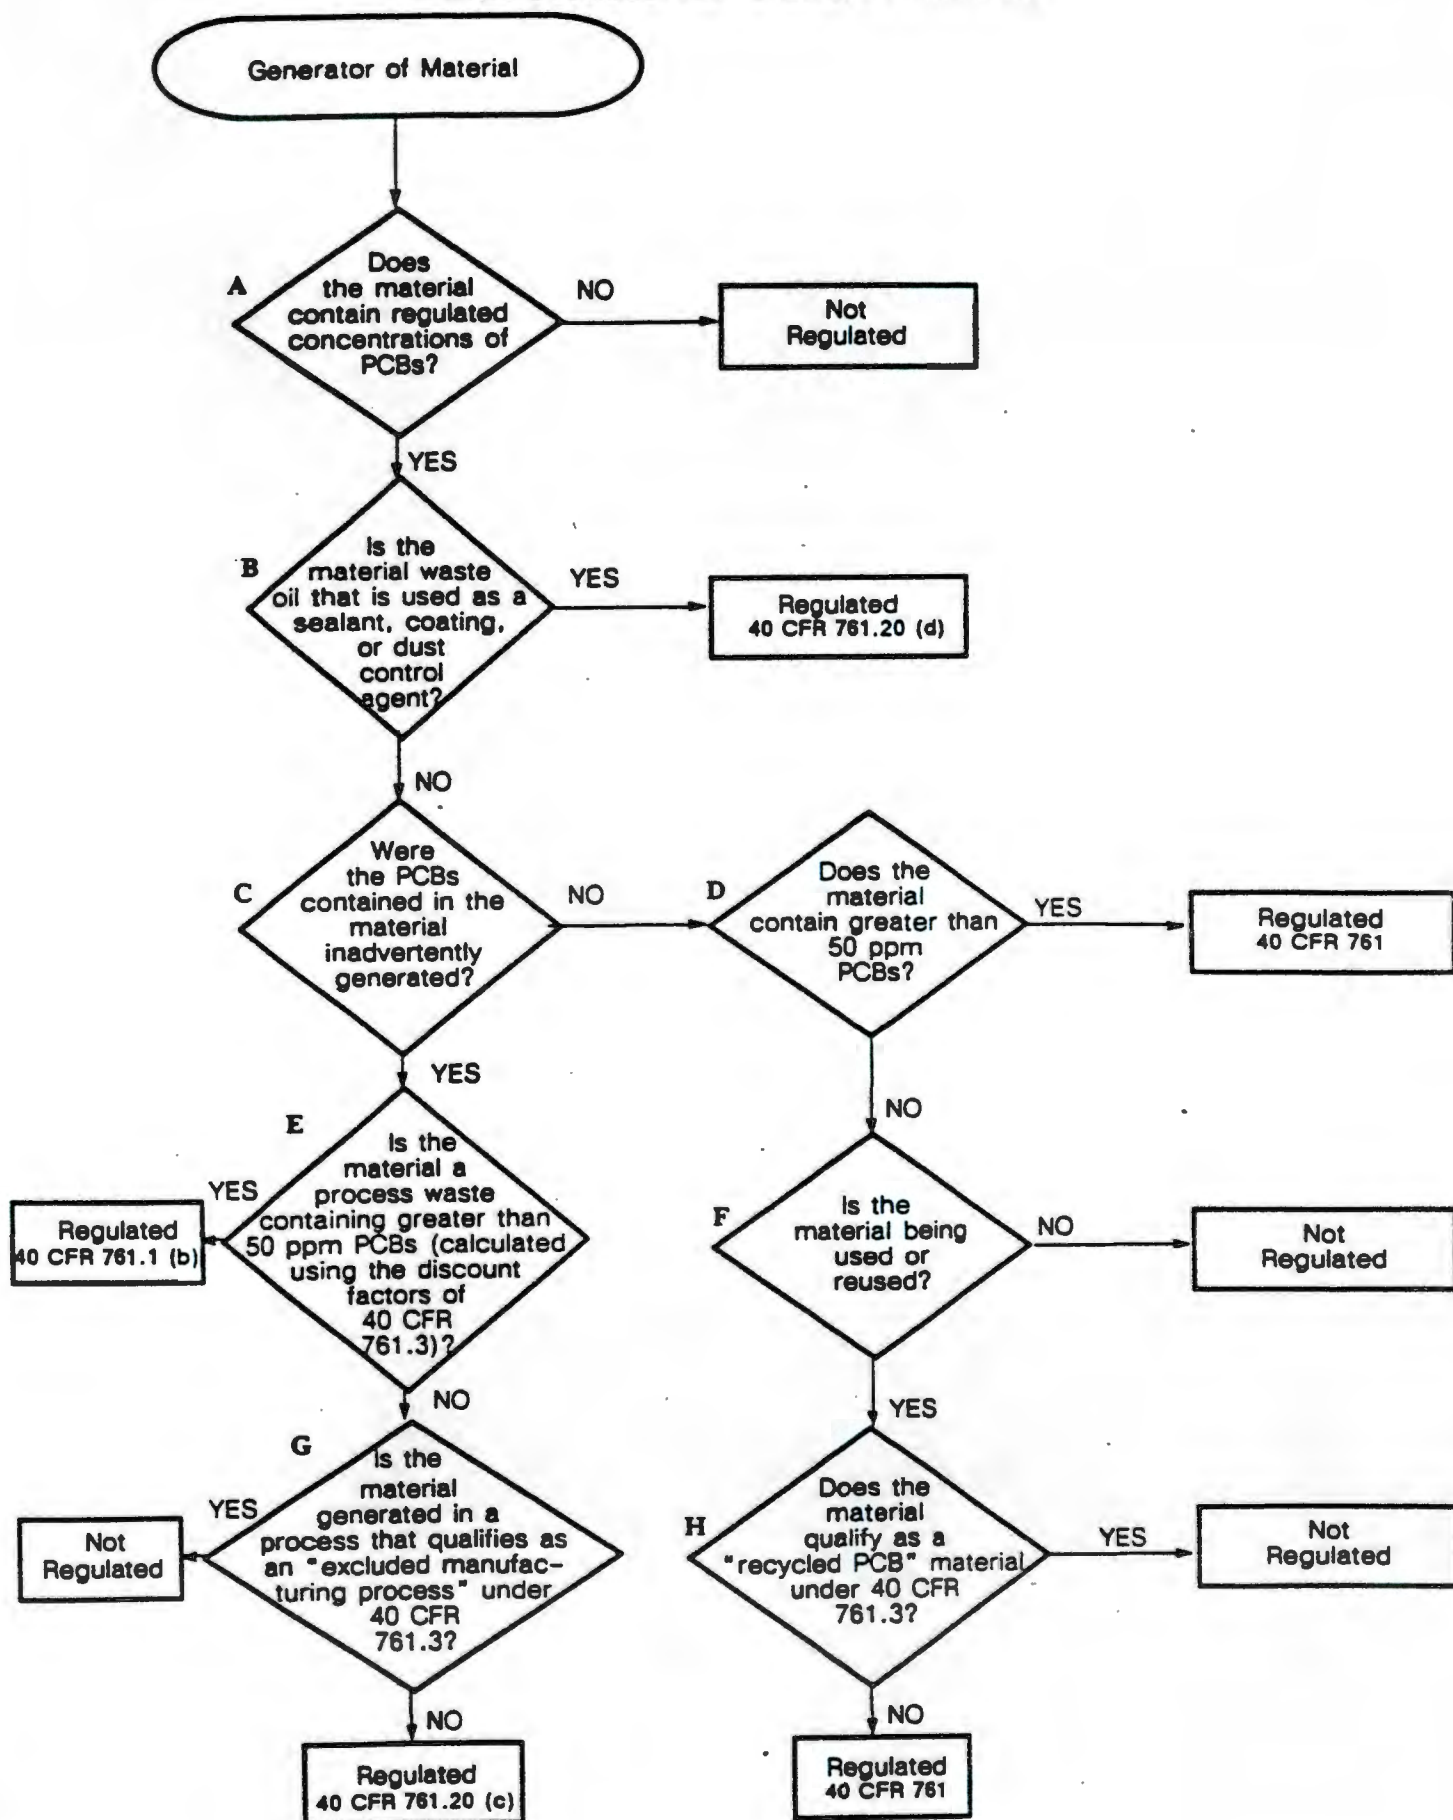 Generator of Material
A
Does
the material
contain regulated
concentrations of
PCBs?
NO
Not
Regulated
YES
B
Is the
material waste
oil that is used as a
sealant, coating,
or dust
control
agent?
YES
Regulated
40 CFR 761.20 (d)
NO
C
Were
the PCBs
contained in the
material
inadvertently
generated?
NO
D
Does the
material
contain greater than
50 ppm
PCBs?
YES
Regulated
40 CFR 761
YES
NO
E
Is the
material a
process waste
containing greater than
50 ppm PCBs (calculated
using the discount
factors of
40 CFR
761.3)?
YES
Regulated
40 CFR 761.1 (b)
F
Is the
material being
used or
reused?
NO
Not
Regulated
NO
YES
G
Is the
material
generated in a
process that qualifies as
an "excluded manufac-
turing process" under
40 CFR
761.3?
YES
Not
Regulated
H
Does the
material
qualify as a
"recycled PCB" material
under 40 CFR
761.3?
YES
Not
Regulated
NO
Regulated
40 CFR 761.20 (c)
NO
Regulated
40 CFR 761